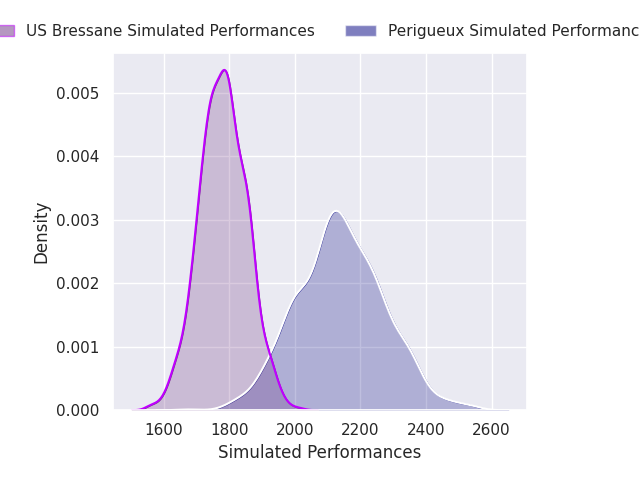 US Bressane Simulated Performances Perigueux Simulated Performanc
0.005
0.004
0.003
0.002
0.001
0.000
Density
1600 1800 2000 2200 2400 2600
Simulated Performances